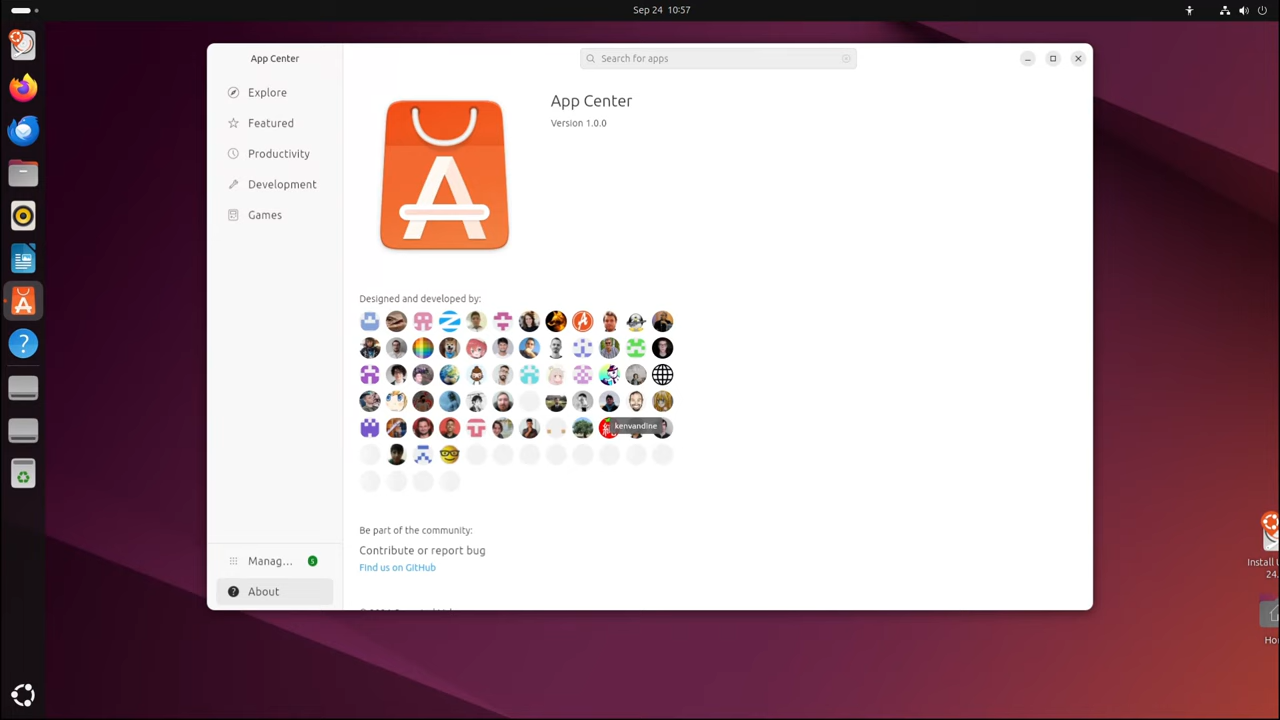 Sep 24 10:57
App Center
Search for apps
Explore
Featured
Productivity
Development
Games
Manag...
5
About
App Center
Version 1.0.0
Designed and developed by:
kenvandine
Be part of the community:
Contribute or report bug
Find us on GitHub
Install U
24.
Ho